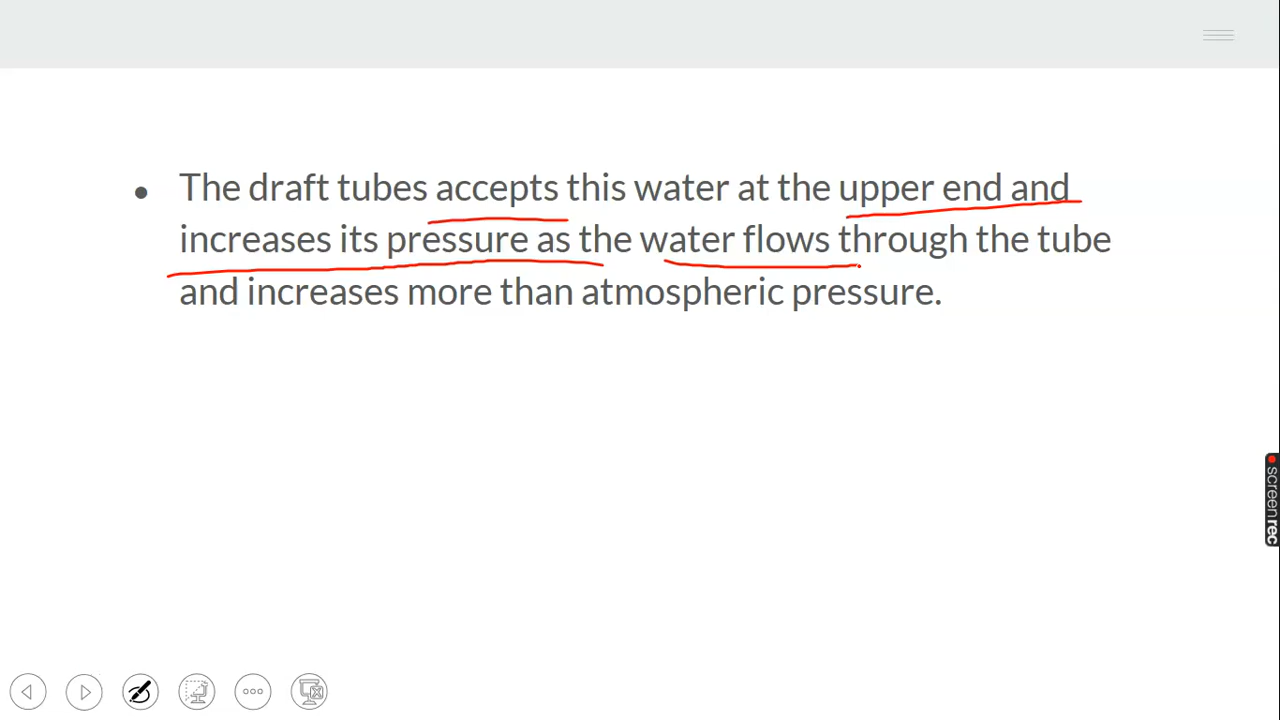 • The draft tubes accepts this water at the upper end and
increases its pressure as the water flows through the tube
and increases more than atmospheric pressure.
screenrec